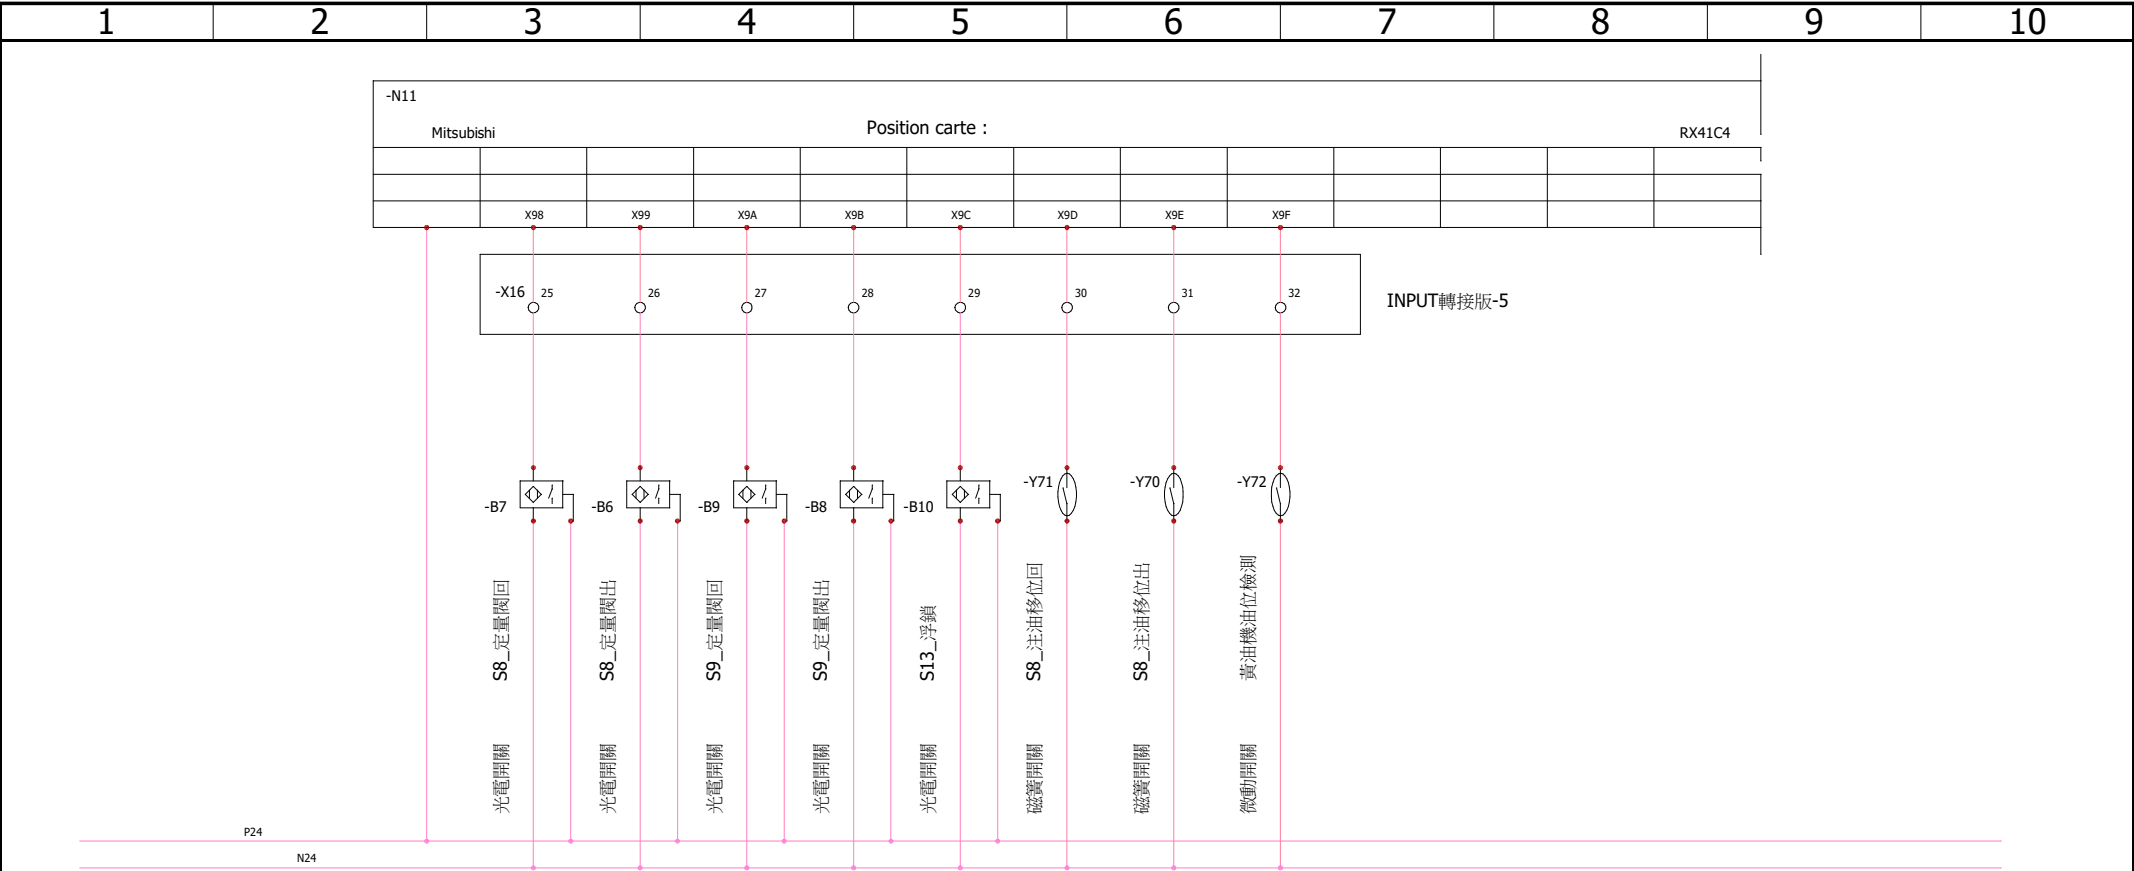 1 2 3 4 5 6 7 8 9 10
-N11
Mitsubishi Position carte : RX41C4
X98 X99 X9A X9B X9C X9D X9E X9F
-X16 25 26 27 28 29 30 31 32
INPUT轉接版-5
-B7 -B6 -B9 -B8 -B10 -Y71 -Y70 -Y72
S8_定量閥回
S8_定量閥出
S9_定量閥回
S9_定量閥出
S13_浮鎖
S8_注油移位回
S8_注油移位出
黃油機油位檢測
光電開關
光電開關
光電開關
光電開關
光電開關
磁簧開關
磁簧開關
微動開關
P24
N24